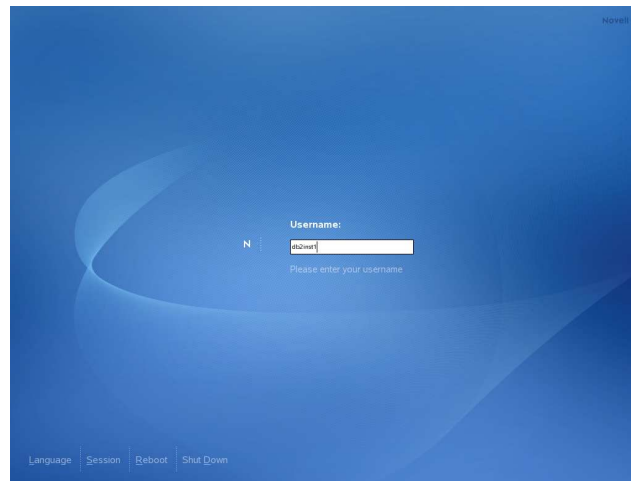 Novell
Username:
N
db2inst1
Please enter your username
Language
Session
Reboot
Shut Down